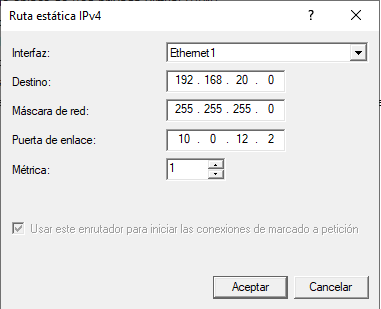 Ruta estática IPv4
Interfaz: Ethernet1
Destino: 192 . 168 . 20 . 0
Máscara de red: 255 . 255 . 255 . 0
Puerta de enlace: 10 . 0 . 12 . 2
Métrica: 1
Usar este enrutador para iniciar las conexiones de marcado a petición
Aceptar Cancelar